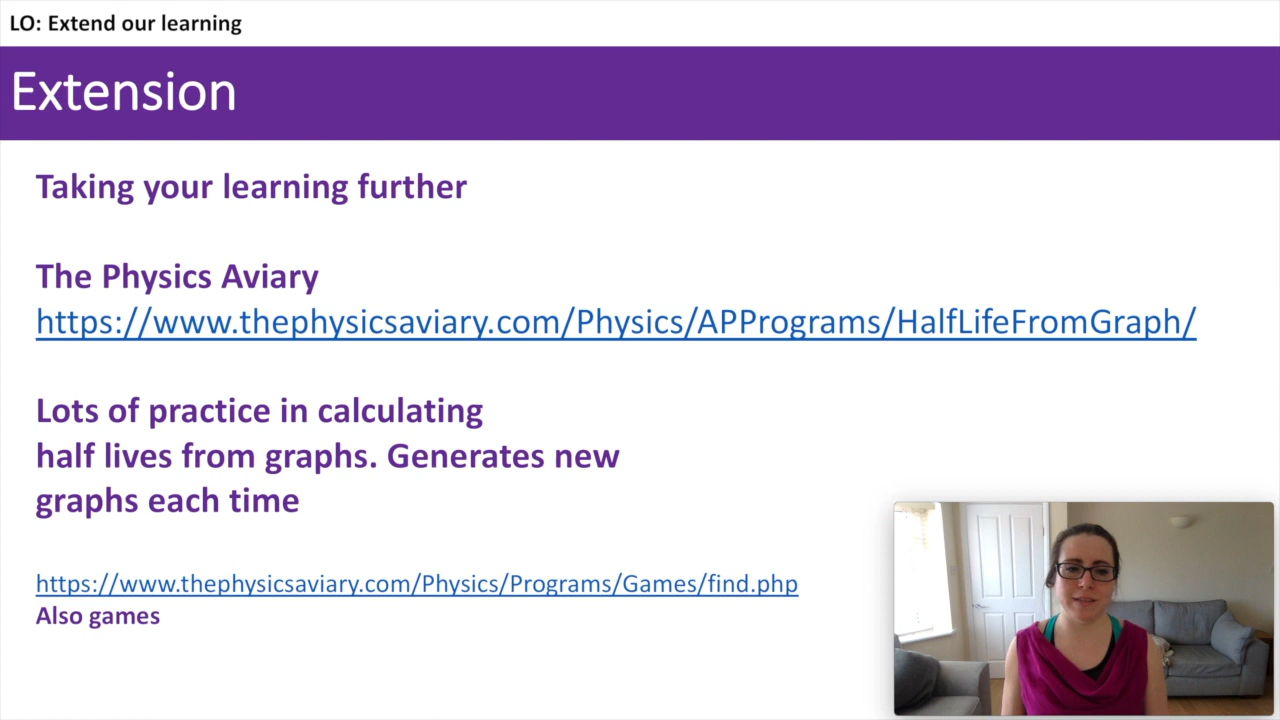 LO: Extend our learning
Extension
Taking your learning further
The Physics Aviary
https://www.thephysicsaviary.com/Physics/APPrograms/HalfLifeFromGraph/
Lots of practice in calculating
half lives from graphs. Generates new
graphs each time
https://www.thephysicsaviary.com/Physics/Programs/Games/find.php
Also games